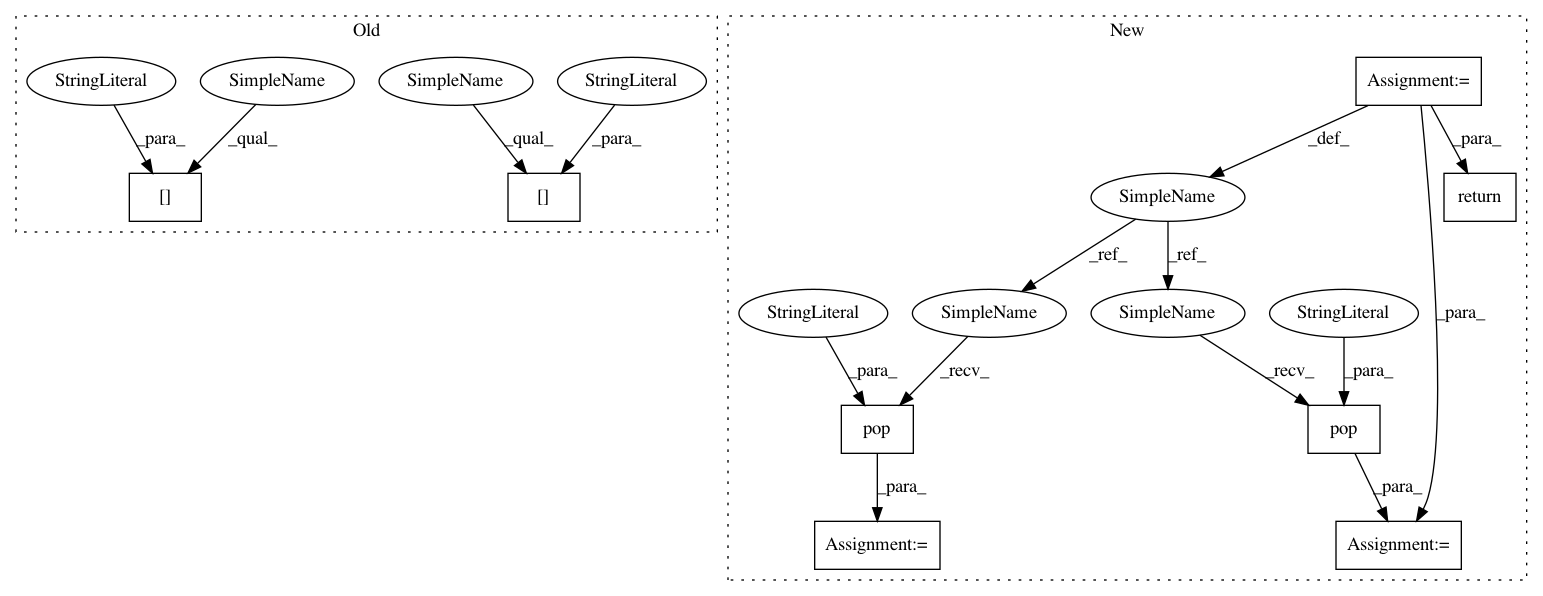 Old
New
StringLiteral
SimpleName
SimpleName
StringLiteral
Assignment:=
_para_
_qual_
_qual_
_para_
_def_
_para_
[]
[]
SimpleName
return
_ref_
_ref_
StringLiteral
SimpleName
SimpleName
StringLiteral
_para_
_para_
_recv_
_recv_
_para_
pop
pop
_para_
_para_
Assignment:=
Assignment:=